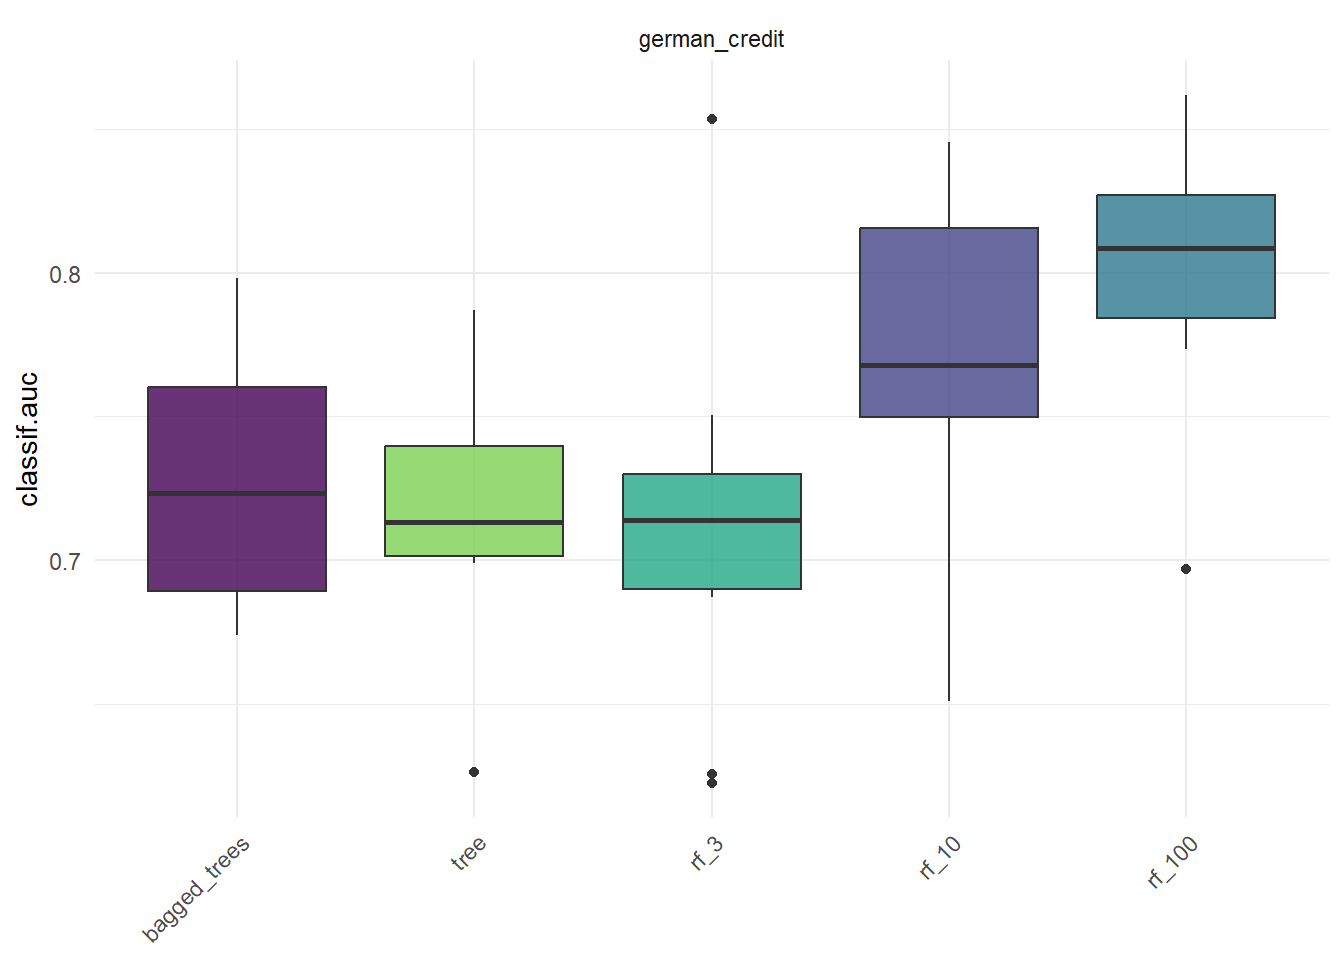 german_credit
classif.auc
0.8
0.7
bagged_trees
tree
rf_3
rf_10
rf_100